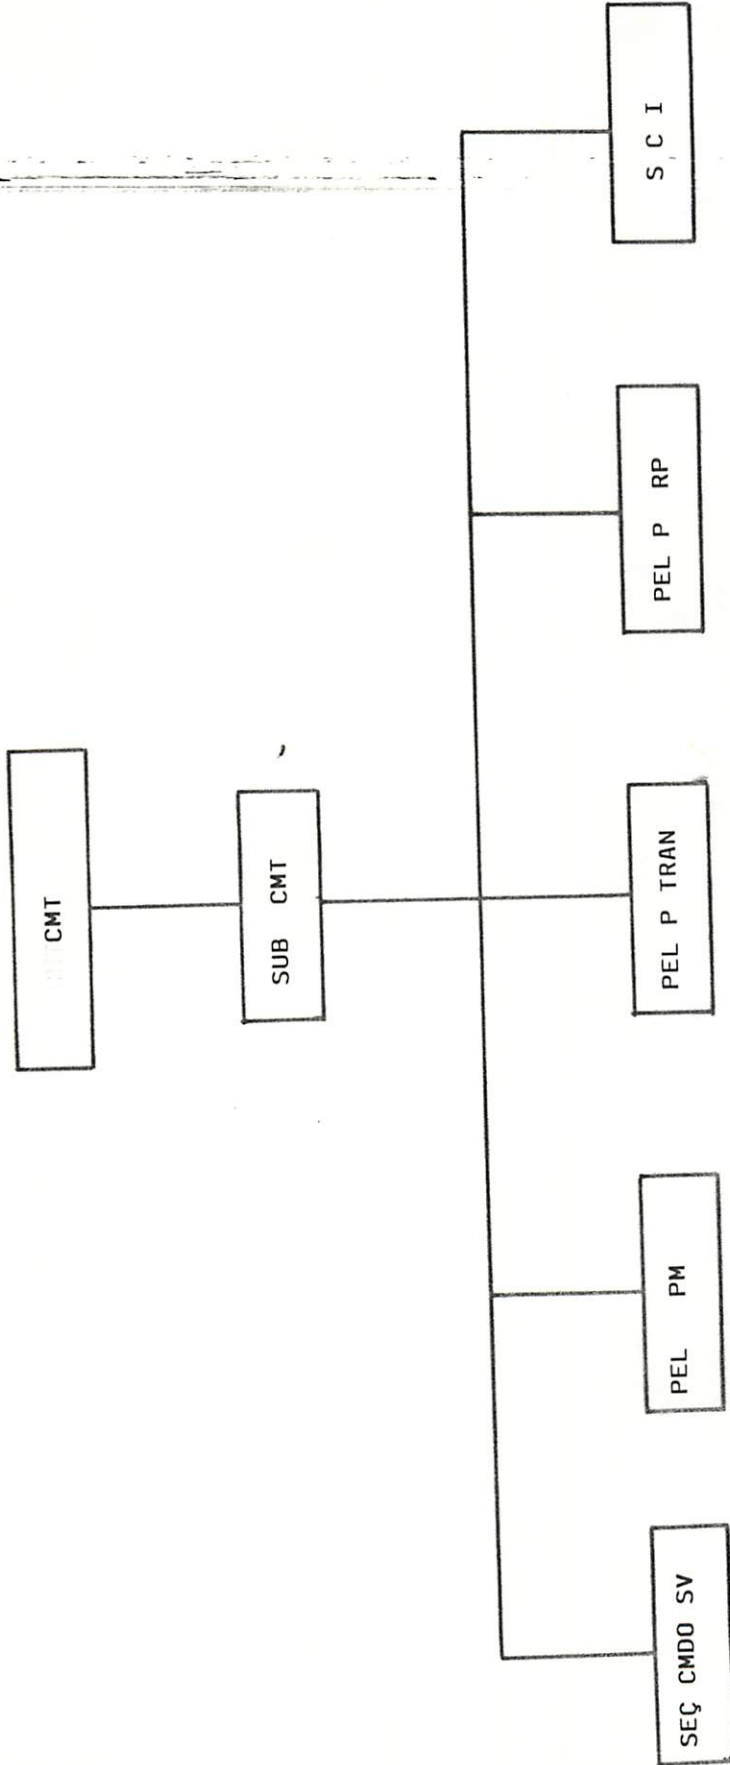 CMT
SUB CMT
SEÇ CMDO SV
PEL PM
PEL P TRAN
PEL P RP
S C I